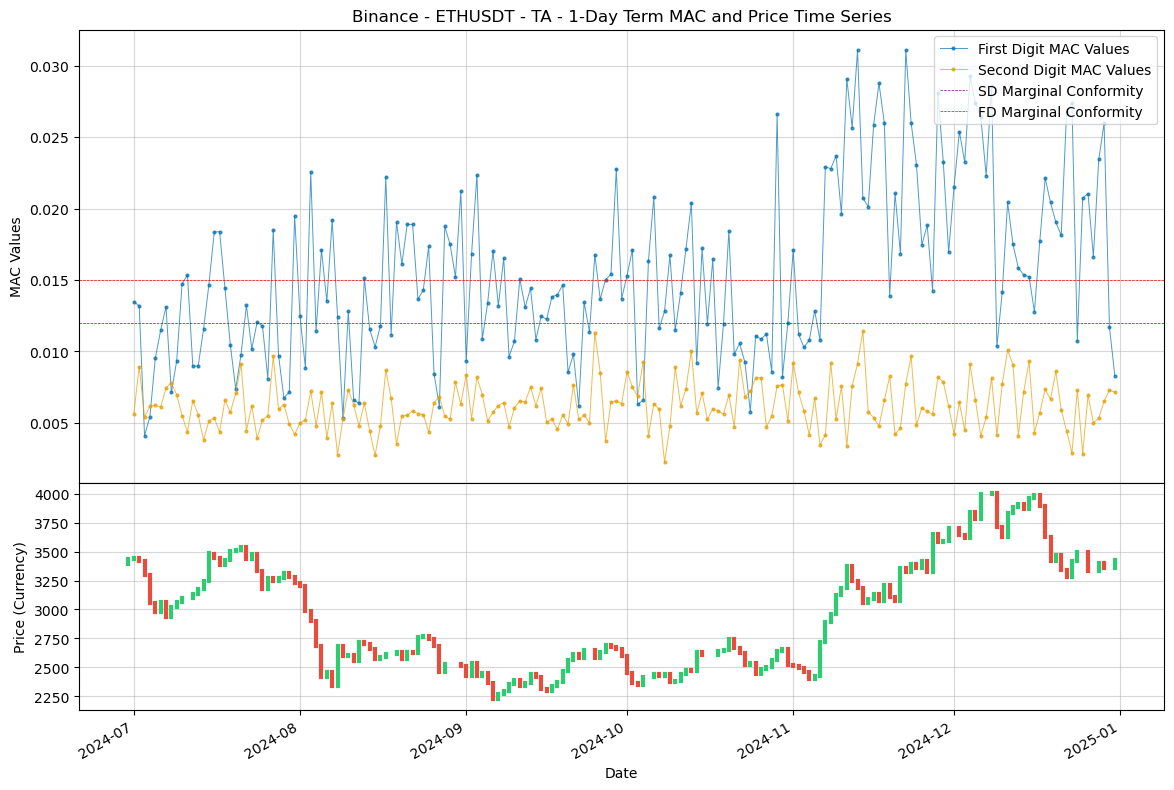 Binance - ETHUSDT - TA - 1-Day Term MAC and Price Time Series
First Digit MAC Values
Second Digit MAC Values
SD Marginal Conformity
FD Marginal Conformity
MAC Values
0.030
0.025
0.020
0.015
0.010
0.005
Price (Currency)
4000
3750
3500
3250
3000
2750
2500
2250
2024-07
2024-08
2024-09
2024-10
2024-11
2024-12
2025-01
Date